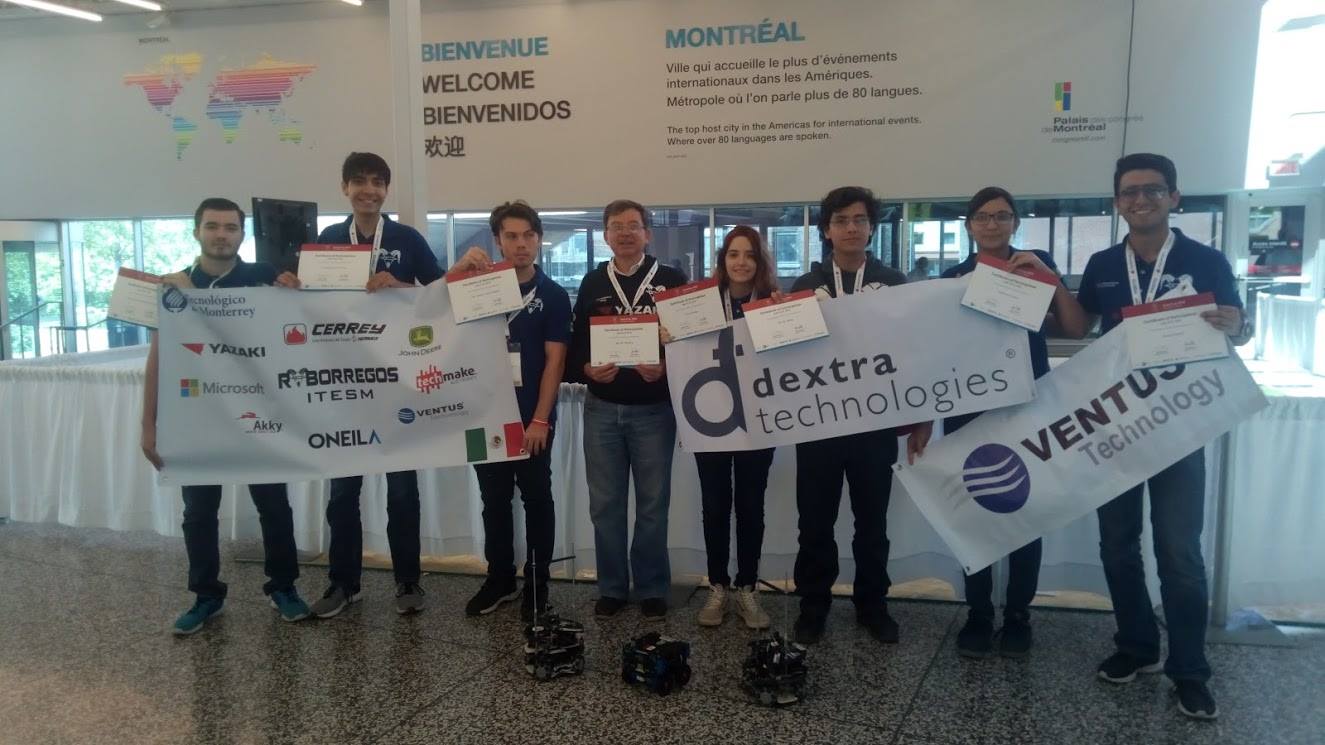 MONTRÉAL
BIENVENUE
WELCOME
BIENVENIDOS
欢迎
MONTRÉAL
Ville qui accueille le plus d'événements
internationaux dans les Amériques.
Métropole où l'on parle plus de 80 langues.
The top host city in the Americas for international events.
Where over 80 languages are spoken.
Palais des congrès
de Montréal
congresmtl.com
Tecnológico
de Monterrey
CERREY
JOHN DEERE
YAZAKI
Microsoft
ROBORREGOS
ITESM
techmake
Akky
VENTUS
ONEILA
YAZAKI
dextra
technologies®
VENTUS
Technology